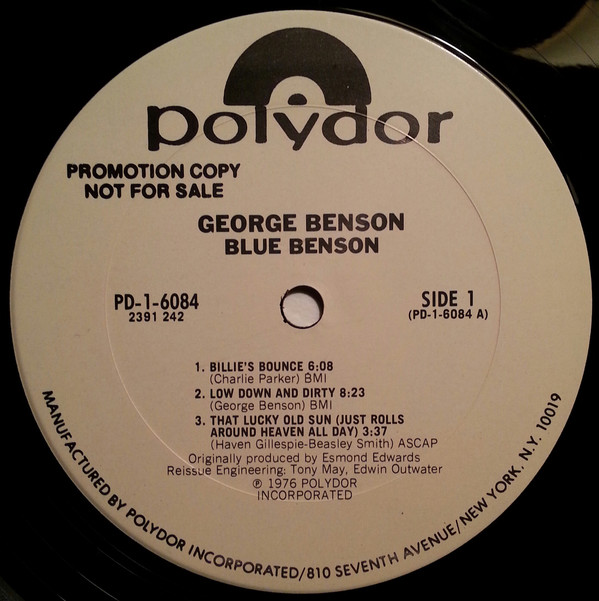 polydor
PROMOTION COPY
NOT FOR SALE
GEORGE BENSON
BLUE BENSON
PD-1-6084
2391 242
SIDE 1
(PD-1-6084 A)
1. BILLIE'S BOUNCE 6:08
(Charlie Parker) BMI
2. LOW DOWN AND DIRTY 8:23
(George Benson) BMI
3. THAT LUCKY OLD SUN (JUST ROLLS
AROUND HEAVEN ALL DAY) 3:37
(Haven Gillespie-Beasley Smith) ASCAP
Originally produced by Esmond Edwards
Reissue Engineering: Tony May, Edwin Outwater
℗ 1976 POLYDOR
INCORPORATED
MANUFACTURED BY POLYDOR INCORPORATED/810 SEVENTH AVENUE/NEW YORK, N.Y. 10019